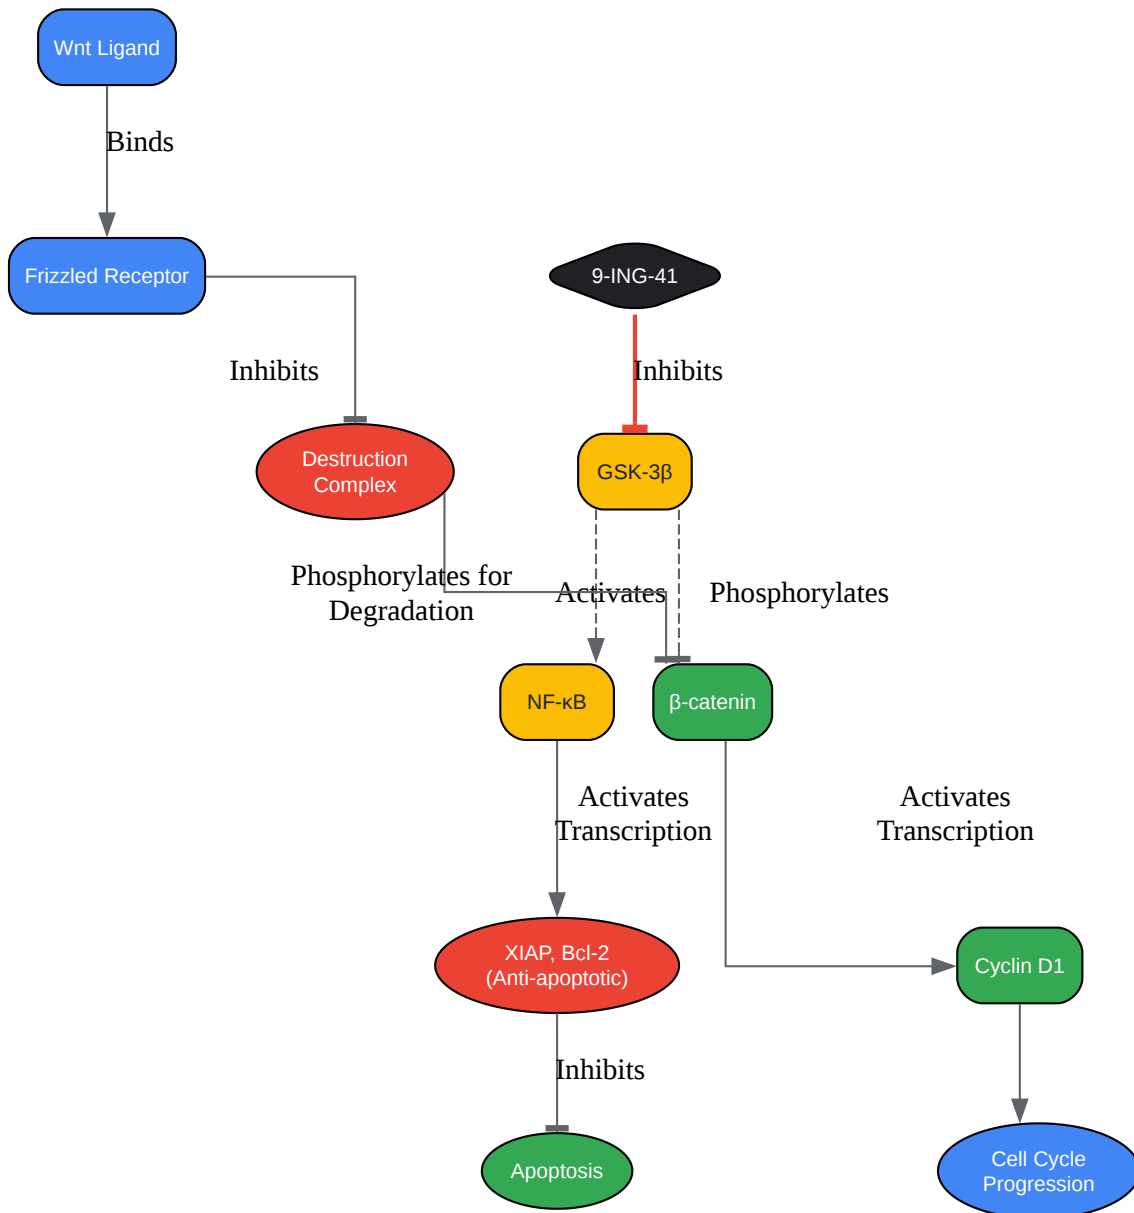 Wnt Ligand
Binds
Frizzled Receptor
9-ING-41
Inhibits
Inhibits
Destruction
Complex
GSK-3β
Phosphorylates for
Degradation
Activates
Phosphorylates
NF-κB
β-catenin
Activates
Transcription
Activates
Transcription
XIAP, Bcl-2
(Anti-apoptotic)
Cyclin D1
Inhibits
Apoptosis
Cell Cycle
Progression